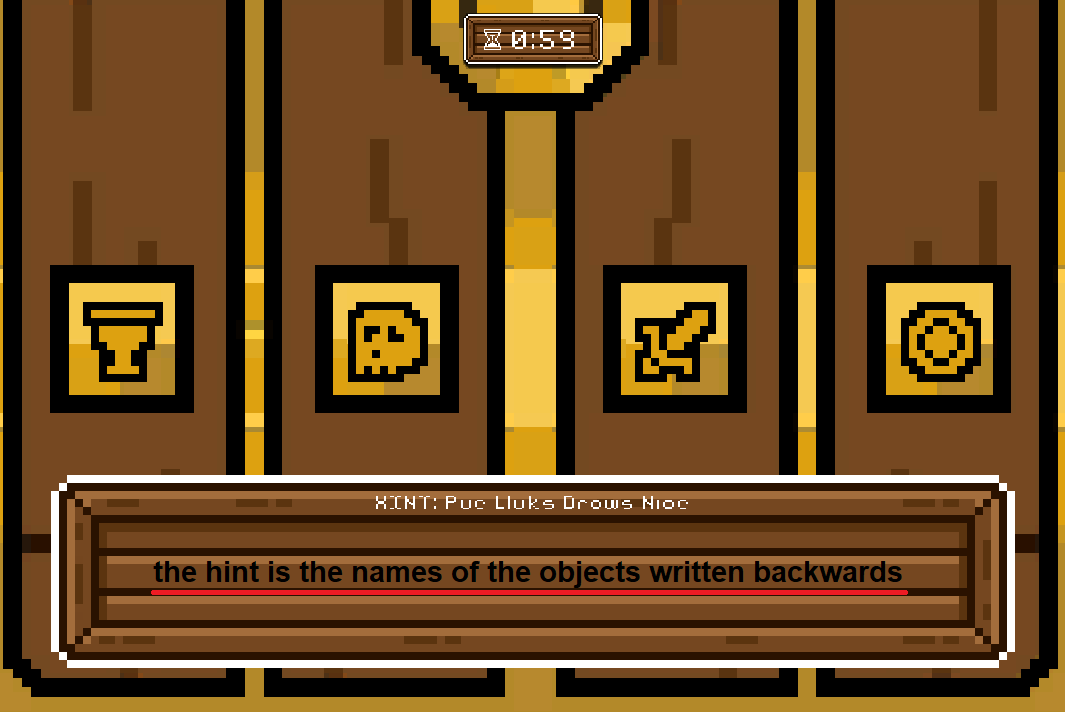 0:59
HINT: Puc Lluks Drows Nioc
the hint is the names of the objects written backwards